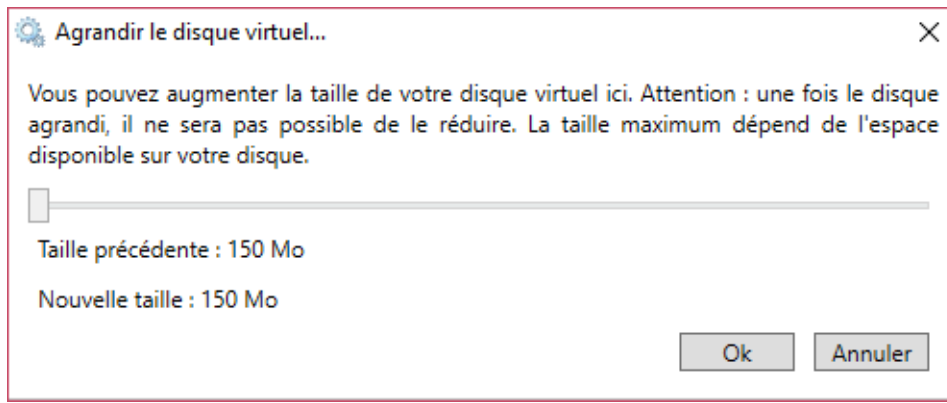 Agrandir le disque virtuel...
Vous pouvez augmenter la taille de votre disque virtuel ici. Attention : une fois le disque
agrandi, il ne sera pas possible de le réduire. La taille maximum dépend de l'espace
disponible sur votre disque.
Taille précédente : 150 Mo
Nouvelle taille : 150 Mo
Ok
Annuler